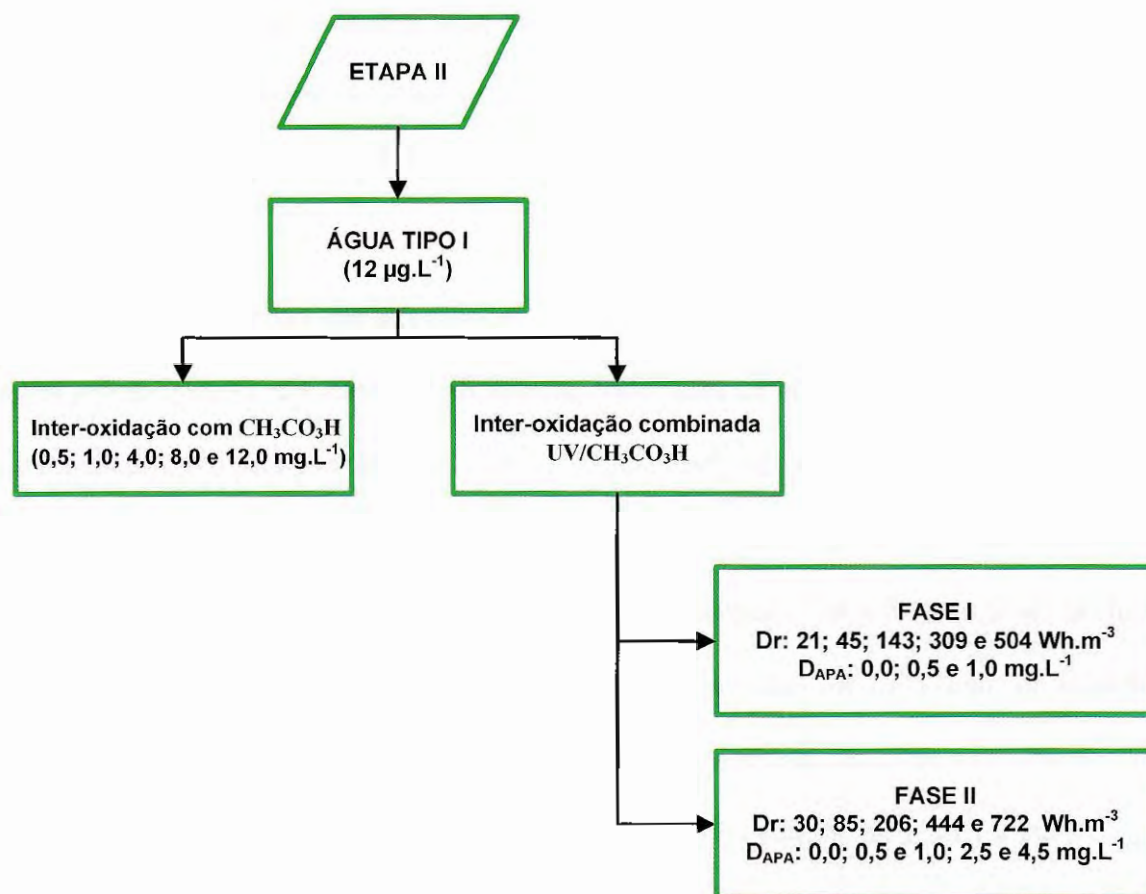 ETAPA II
ÁGUA TIPO I
(12 µg.L⁻¹)
Inter-oxidação com CH₃CO₃H
(0,5; 1,0; 4,0; 8,0 e 12,0 mg.L⁻¹)
Inter-oxidação combinada
UV/CH₃CO₃H
FASE I
Dr: 21; 45; 143; 309 e 504 Wh.m⁻³
D_APA: 0,0; 0,5 e 1,0 mg.L⁻¹
FASE II
Dr: 30; 85; 206; 444 e 722 Wh.m⁻³
D_APA: 0,0; 0,5 e 1,0; 2,5 e 4,5 mg.L⁻¹